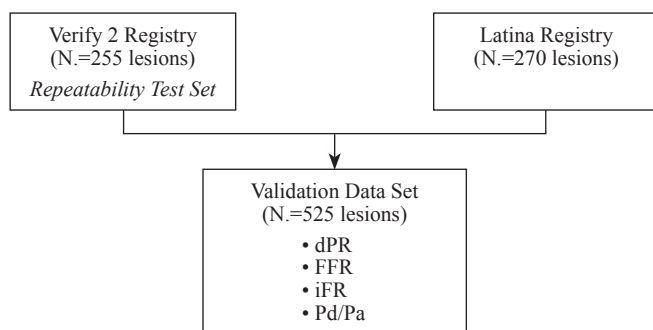 Verify 2 Registry
(N.=255 lesions)
Repeatability Test Set
Latina Registry
(N.=270 lesions)
Validation Data Set
(N.=525 lesions)
• dPR
• FFR
• iFR
• Pd/Pa